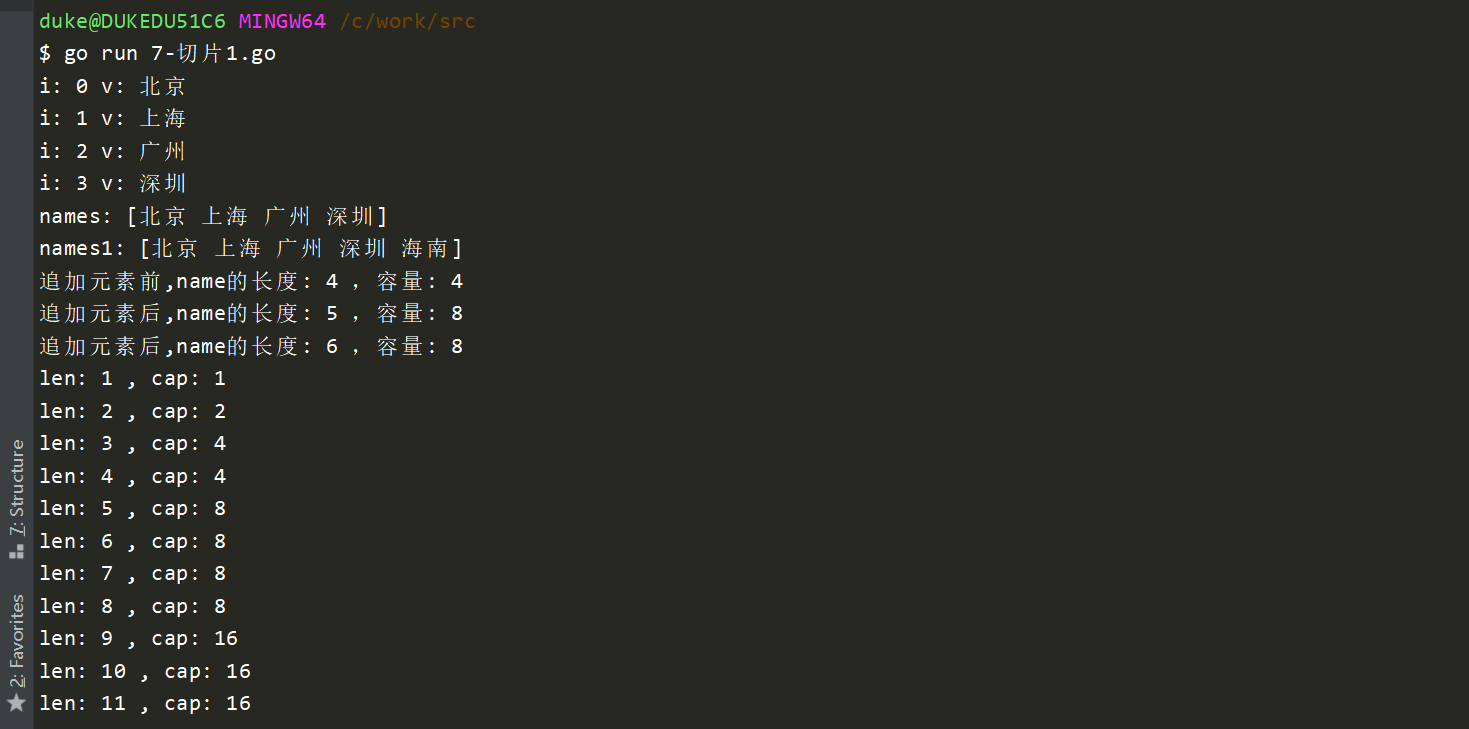 duke@DUKEDU51C6 MINGW64 /c/work/src
$ go run 7-切片1.go
i: 0 v: 北京
i: 1 v: 上海
i: 2 v: 广州
i: 3 v: 深圳
names: [北京 上海 广州 深圳]
names1: [北京 上海 广州 深圳 海南]
追加元素前,name的长度: 4 ，容量: 4
追加元素后,name的长度: 5 ，容量: 8
追加元素后,name的长度: 6 ，容量: 8
len: 1 , cap: 1
len: 2 , cap: 2
len: 3 , cap: 4
len: 4 , cap: 4
len: 5 , cap: 8
len: 6 , cap: 8
len: 7 , cap: 8
len: 8 , cap: 8
len: 9 , cap: 16
len: 10 , cap: 16
len: 11 , cap: 16
7: Structure
2: Favorites